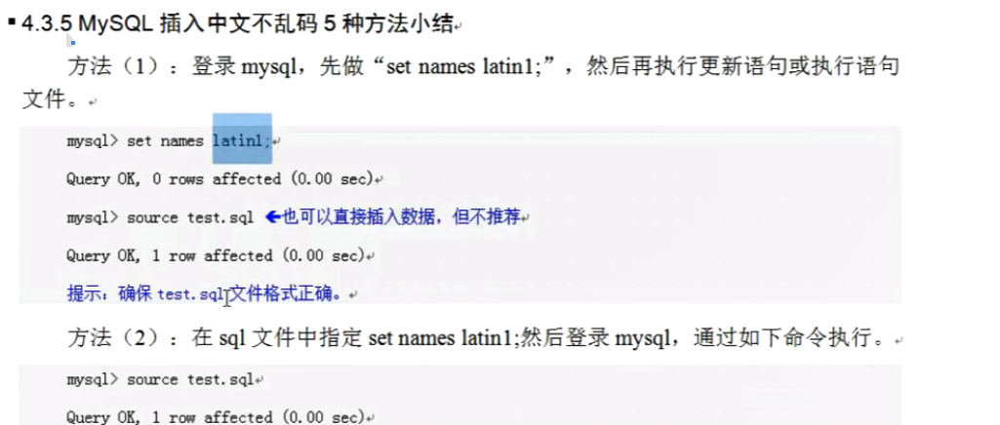 ▪4.3.5 MySQL 插入中文不乱码 5 种方法小结
方法（1）：登录 mysql，先做“set names latin1;”，然后再执行更新语句或执行语句
文件。
mysql> set names latin1;
Query OK, 0 rows affected (0.00 sec)
mysql> source test.sql ←也可以直接插入数据，但不推荐
Query OK, 1 row affected (0.00 sec)
提示：确保 test.sql 文件格式正确。
方法（2）：在 sql 文件中指定 set names latin1;然后登录 mysql，通过如下命令执行。
mysql> source test.sql
Query OK, 1 row affected (0.00 sec)